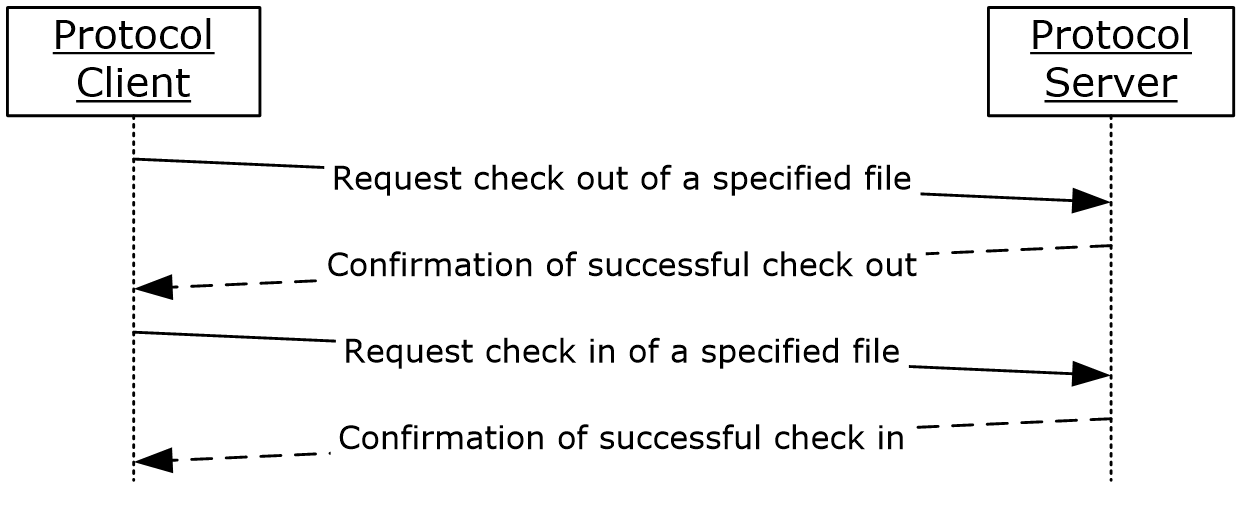 Protocol
Client
Protocol
Server
Request check out of a specified file
Confirmation of successful check out
Request check in of a specified file
Confirmation of successful check in